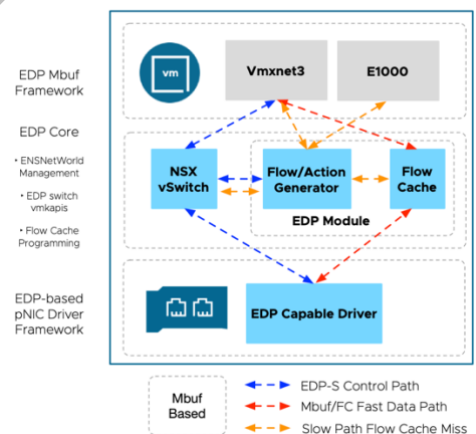 EDP Mbuf
Framework
vm
Vmxnet3
E1000
EDP Core
• ENSNetWorld
Management
• EDP switch
vmkapis
• Flow Cache
Programming
NSX
vSwitch
Flow/Action
Generator
Flow
Cache
EDP Module
EDP-based
pNIC Driver
Framework
EDP Capable Driver
Mbuf
Based
EDP-S Control Path
Mbuf/FC Fast Data Path
Slow Path Flow Cache Miss